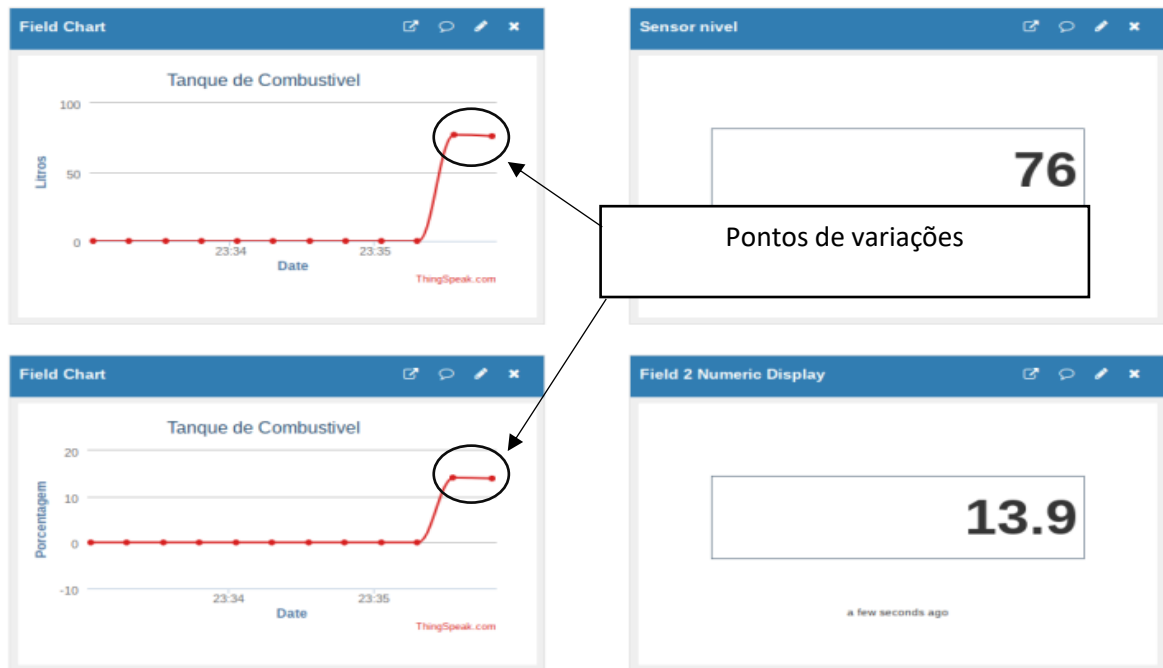 Field Chart
Tanque de Combustivel
100
50
0
Litros
23:34
23:35
Date
ThingSpeak.com
Sensor nivel
76
Pontos de variações
Field Chart
Tanque de Combustivel
20
10
0
-10
Porcentagem
23:34
23:35
Date
ThingSpeak.com
Field 2 Numeric Display
13.9
a few seconds ago